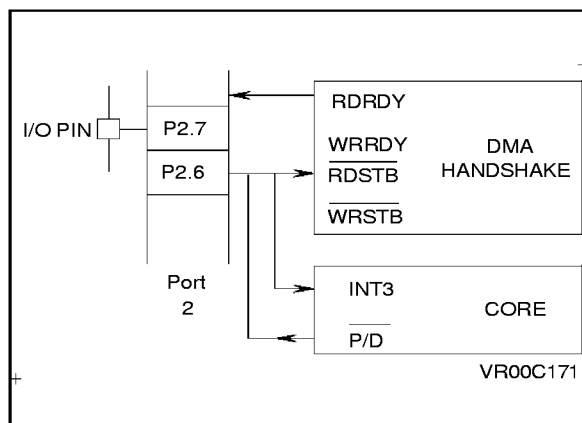 RDRDY
I/O PIN
P2.7
WRRDY
DMA
HANDSHAKE
P2.6
RDSTB
WRSTB
Port
2
INT3
CORE
P/D
VR00C171